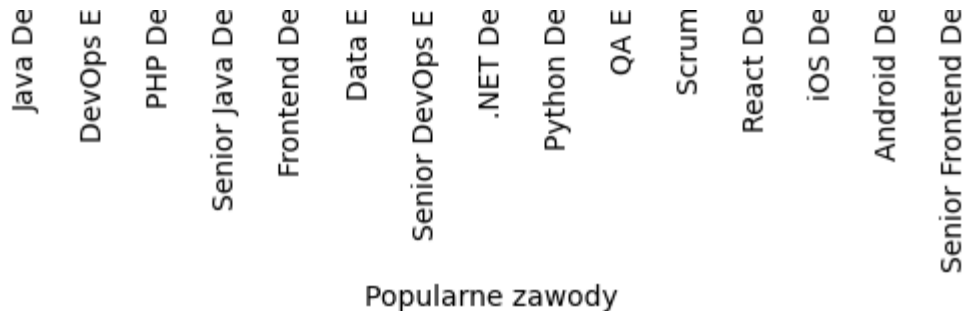 Java De
DevOps E
PHP De
Senior Java De
Frontend De
Data E
Senior DevOps E
.NET De
Python De
QA E
Scrum
React De
iOS De
Android De
Senior Frontend De
Popularne zawody